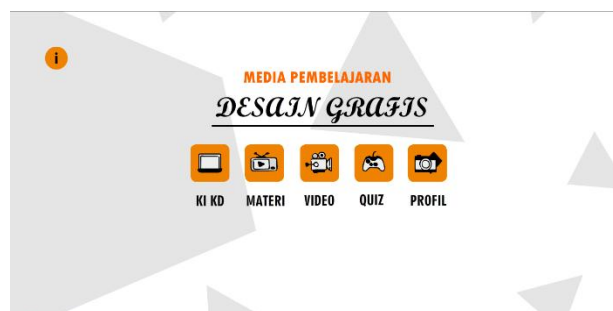 i
MEDIA PEMBELAJARAN
DESAIN GRAFIS
KI KD MATERI VIDEO QUIZ PROFIL